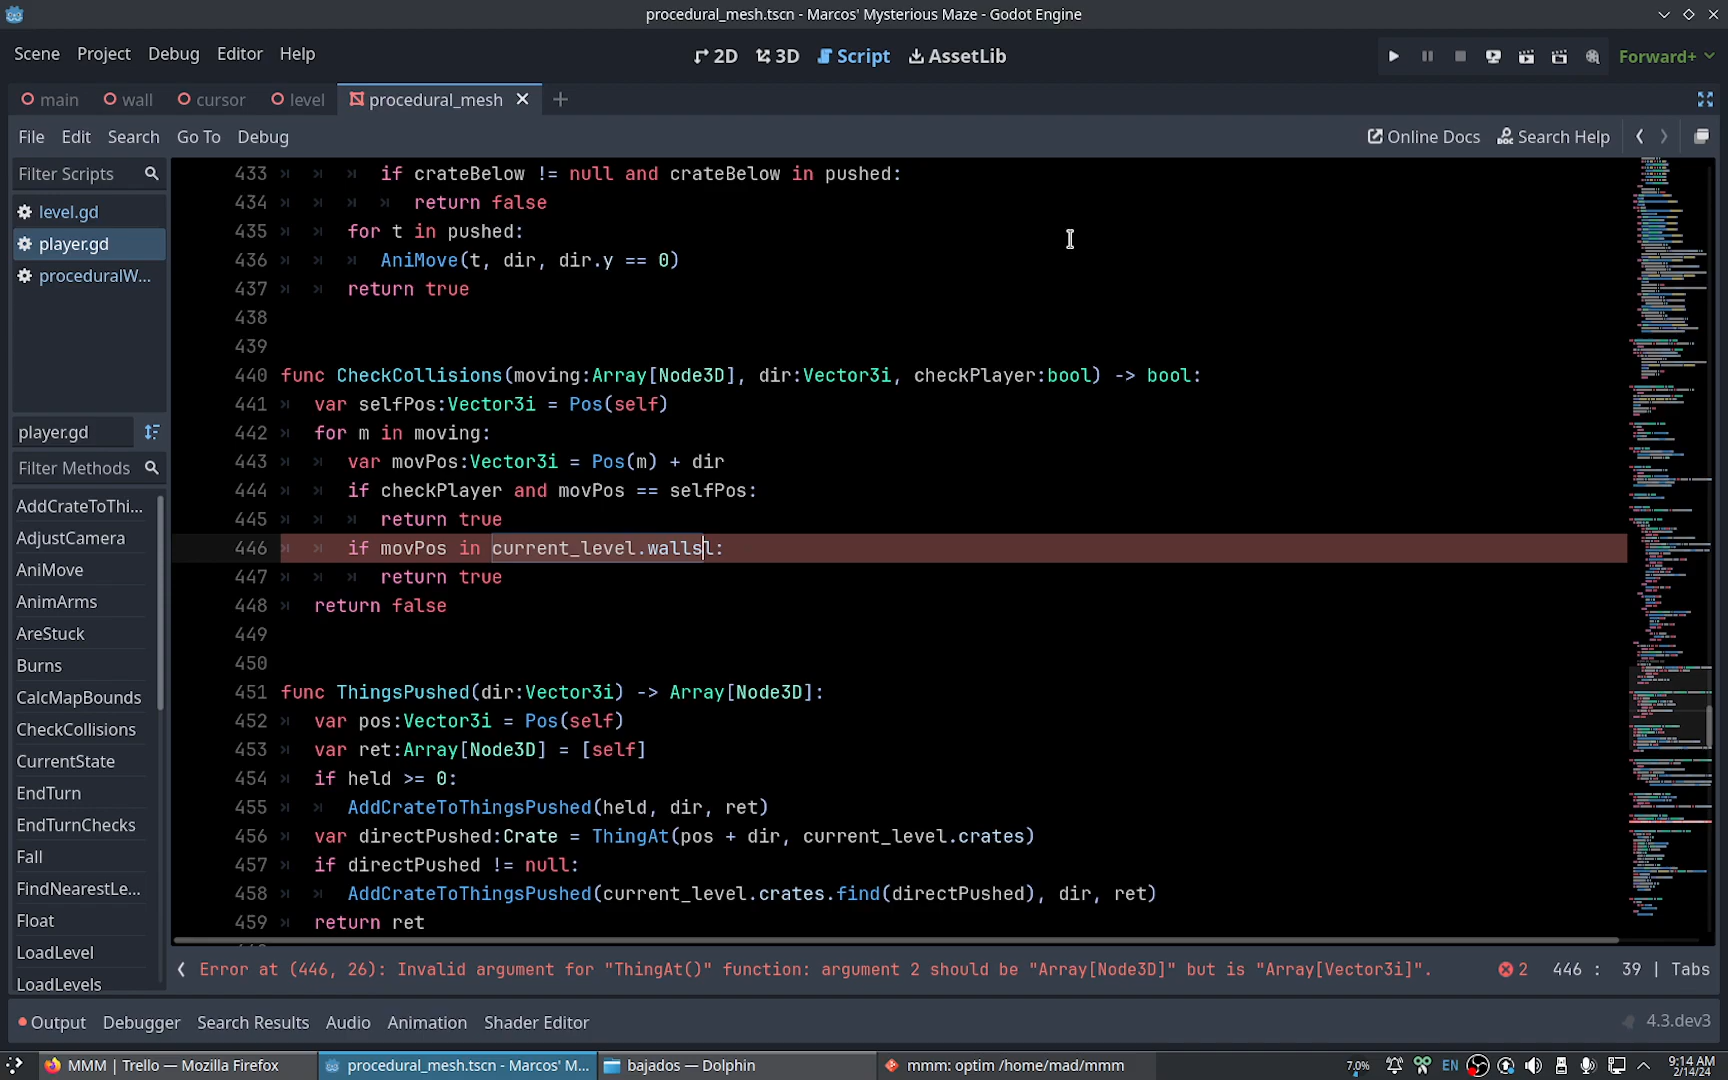 procedural_mesh.tscn - Marcos' Mysterious Maze - Godot Engine
Scene Project Debug Editor Help 2D 3D Script AssetLib Forward+
main wall cursor level procedural_mesh
File Edit Search Go To Debug Online Docs Search Help
Filter Scripts
level.gd
player.gd
proceduralW...
player.gd
Filter Methods
AddCrateToThi...
AdjustCamera
AniMove
AnimArms
AreStuck
Burns
CalcMapBounds
CheckCollisions
CurrentState
EndTurn
EndTurnChecks
Fall
FindNearestLe...
Float
LoadLevel
LoadLevels
433 if crateBelow != null and crateBelow in pushed:
434 return false
435 for t in pushed:
436 AniMove(t, dir, dir.y == 0)
437 return true
438
439
440 func CheckCollisions(moving:Array[Node3D], dir:Vector3i, checkPlayer:bool) -> bool:
441 var selfPos:Vector3i = Pos(self)
442 for m in moving:
443 var movPos:Vector3i = Pos(m) + dir
444 if checkPlayer and movPos == selfPos:
445 return true
446 if movPos in current_level.wallsl:
447 return true
448 return false
449
450
451 func ThingsPushed(dir:Vector3i) -> Array[Node3D]:
452 var pos:Vector3i = Pos(self)
453 var ret:Array[Node3D] = [self]
454 if held >= 0:
455 AddCrateToThingsPushed(held, dir, ret)
456 var directPushed:Crate = ThingAt(pos + dir, current_level.crates)
457 if directPushed != null:
458 AddCrateToThingsPushed(current_level.crates.find(directPushed), dir, ret)
459 return ret
Error at (446, 26): Invalid argument for "ThingAt()" function: argument 2 should be "Array[Node3D]" but is "Array[Vector3i]". 2 446 : 39 | Tabs
Output Debugger Search Results Audio Animation Shader Editor 4.3.dev3
MMM | Trello — Mozilla Firefox procedural_mesh.tscn - Marcos' M... bajados — Dolphin mmm: optim /home/mad/mmm 7.0% EN 9:14 AM
2/14/24